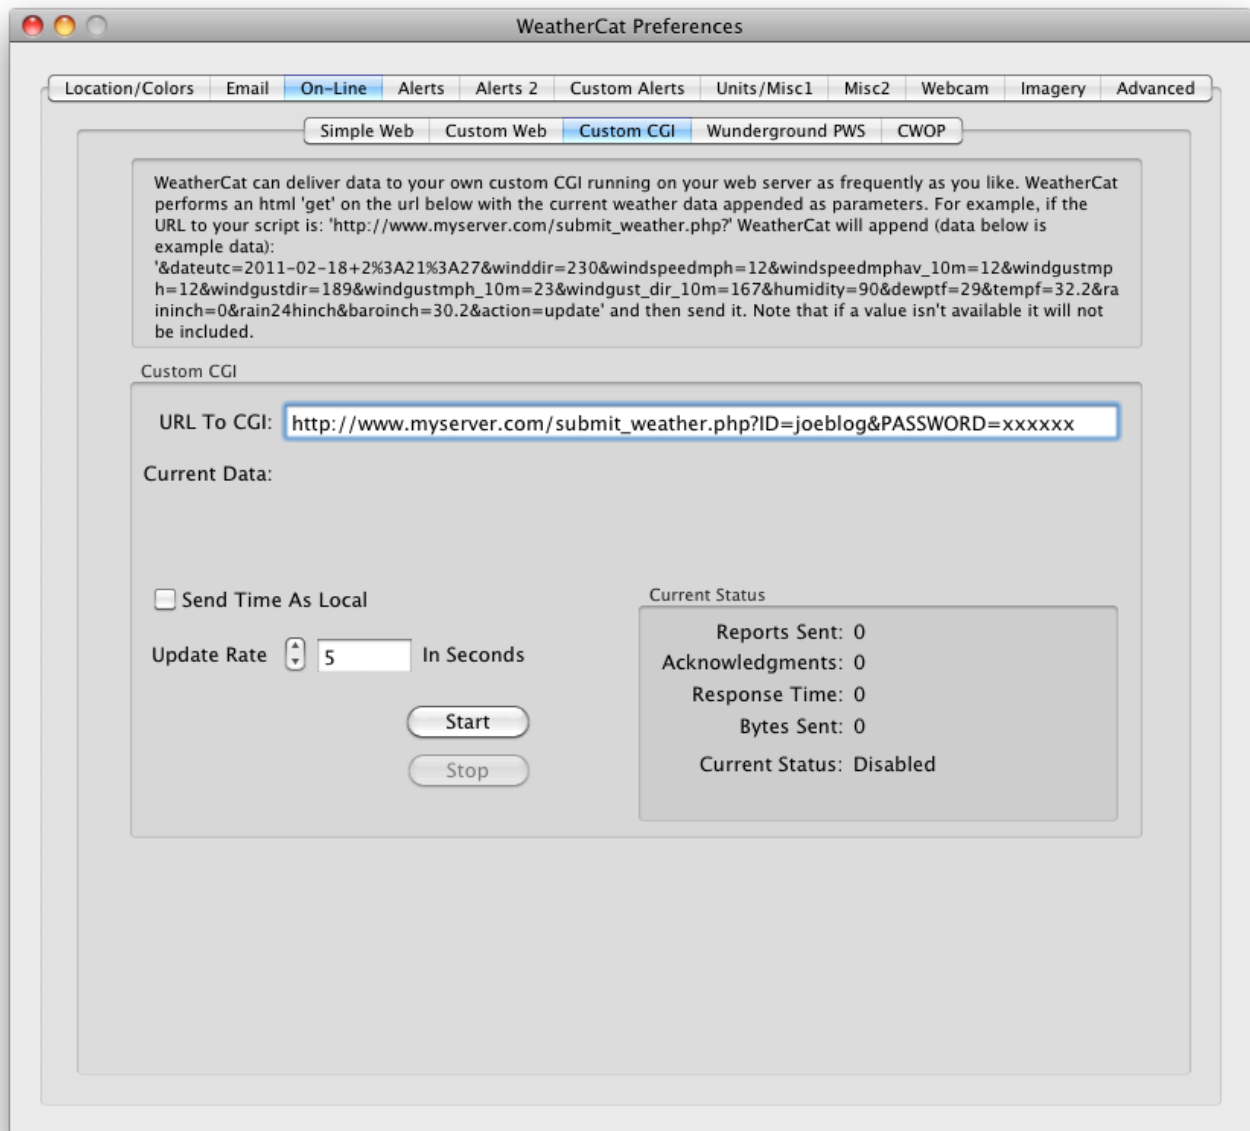 WeatherCat Preferences
Location/Colors Email On-Line Alerts Alerts 2 Custom Alerts Units/Misc1 Misc2 Webcam Imagery Advanced
Simple Web Custom Web Custom CGI Wunderground PWS CWOP
WeatherCat can deliver data to your own custom CGI running on your web server as frequently as you like. WeatherCat
performs an html 'get' on the url below with the current weather data appended as parameters. For example, if the
URL to your script is: 'http://www.myserver.com/submit_weather.php?' WeatherCat will append (data below is
example data):
'&dateutc=2011-02-18+2%3A21%3A27&winddir=230&windspeedmph=12&windspeedmphav_10m=12&windgustmp
h=12&windgustdir=189&windgustmph_10m=23&windgust_dir_10m=167&humidity=90&dewptf=29&tempf=32.2&ra
ininch=0&rain24hinch&baroinch=30.2&action=update' and then send it. Note that if a value isn't available it will not
be included.
Custom CGI
URL To CGI: http://www.myserver.com/submit_weather.php?ID=joeblog&PASSWORD=xxxxxx
Current Data:
Send Time As Local
Update Rate 5 In Seconds
Start
Stop
Current Status
Reports Sent: 0
Acknowledgments: 0
Response Time: 0
Bytes Sent: 0
Current Status: Disabled